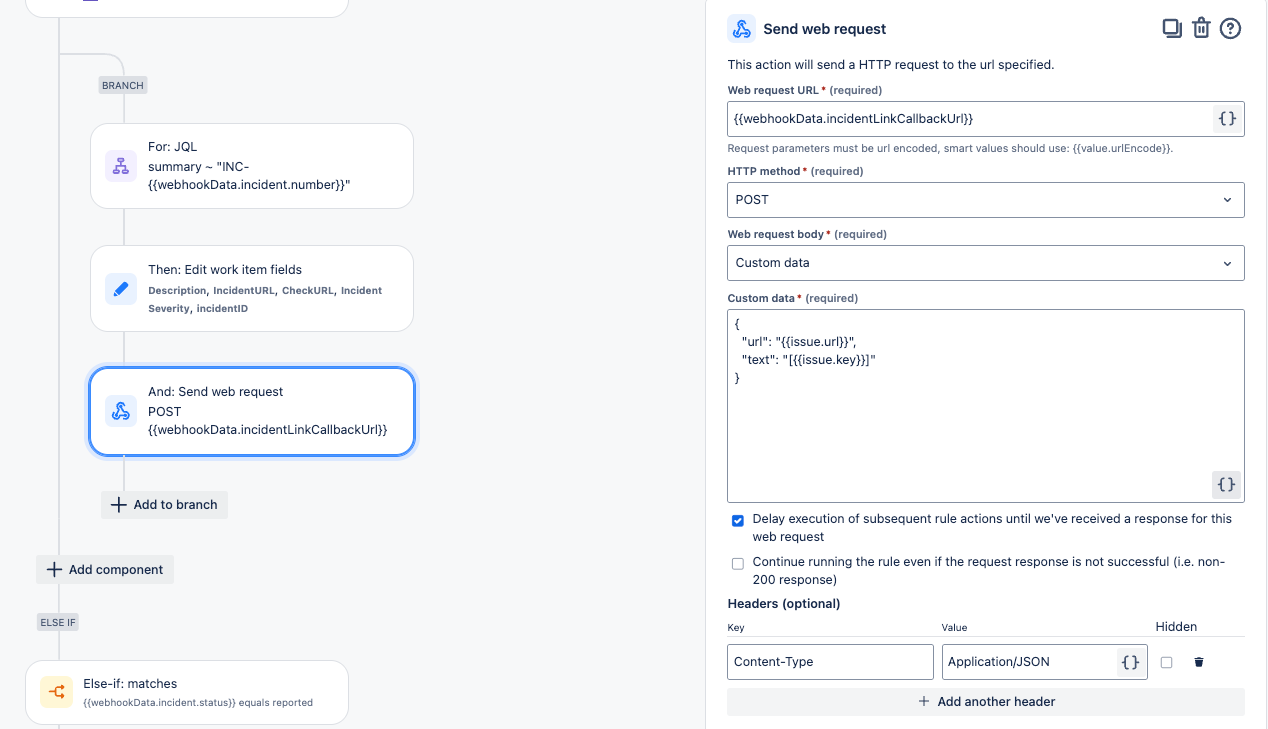 BRANCH
For: JQL
summary ~ "INC-
{{webhookData.incident.number}}"
Then: Edit work item fields
Description, IncidentURL, CheckURL, Incident
Severity, incidentID
And: Send web request
POST
{{webhookData.incidentLinkCallbackUrl}}
Add to branch
Add component
ELSE IF
Else-if: matches
{{webhookData.incident.status}} equals reported
Send web request
This action will send a HTTP request to the url specified.
Web request URL* (required)
{{webhookData.incidentLinkCallbackUrl}}
{}
Request parameters must be url encoded, smart values should use: {{value.urlEncode}}.
HTTP method* (required)
POST
Web request body* (required)
Custom data
Custom data* (required)
{
"url": "{{issue.url}}",
"text": "[{{issue.key}}]"
}
{}
Delay execution of subsequent rule actions until we've received a response for this
web request
Continue running the rule even if the request response is not successful (i.e. non-
200 response)
Headers (optional)
Key Value Hidden
Content-Type Application/JSON {}
Add another header